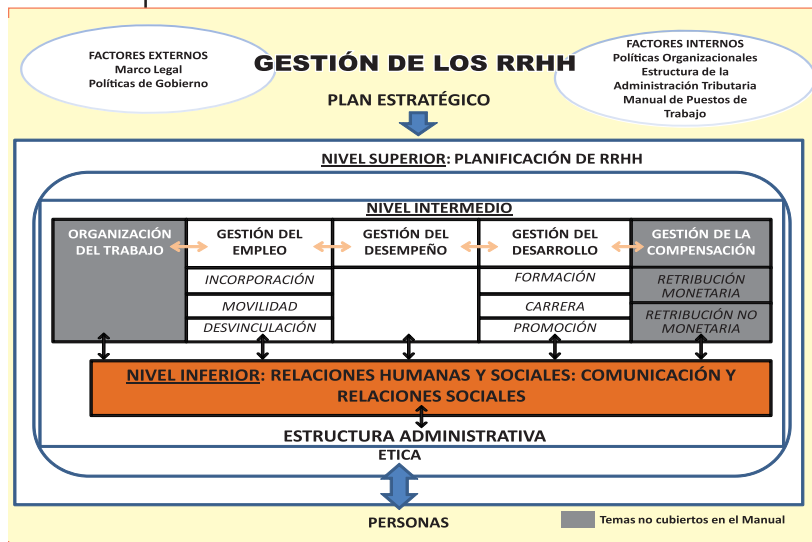 FACTORES EXTERNOS
Marco Legal
Políticas de Gobierno
GESTIÓN DE LOS RRHH
PLAN ESTRATÉGICO
FACTORES INTERNOS
Políticas Organizacionales
Estructura de la
Administración Tributaria
Manual de Puestos de
Trabajo
NIVEL SUPERIOR: PLANIFICACIÓN DE RRHH
NIVEL INTERMEDIO
ORGANIZACIÓN
DEL TRABAJO
GESTIÓN DEL
EMPLEO
INCORPORACIÓN
MOVILIDAD
DESVINCULACIÓN
GESTIÓN DEL
DESEMPEÑO
GESTIÓN DEL
DESARROLLO
FORMACIÓN
CARRERA
PROMOCIÓN
GESTIÓN DE LA
COMPENSACIÓN
RETRIBUCIÓN
MONETARIA
RETRIBUCIÓN NO
MONETARIA
NIVEL INFERIOR: RELACIONES HUMANAS Y SOCIALES: COMUNICACIÓN Y
RELACIONES SOCIALES
ESTRUCTURA ADMINISTRATIVA
ETICA
PERSONAS
Temas no cubiertos en el Manual